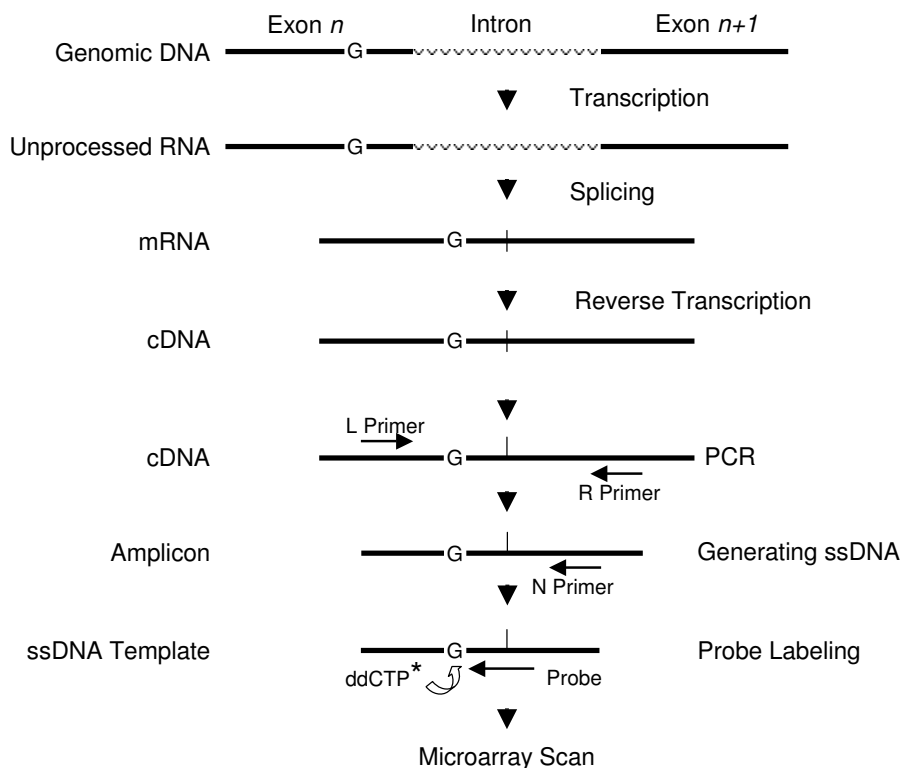 Exon n Intron Exon n+1
Genomic DNA G
Transcription
Unprocessed RNA G
Splicing
mRNA G
Reverse Transcription
cDNA G
L Primer
cDNA G PCR
R Primer
Amplicon G Generating ssDNA
N Primer
ssDNA Template G Probe Labeling
ddCTP* Probe
Microarray Scan